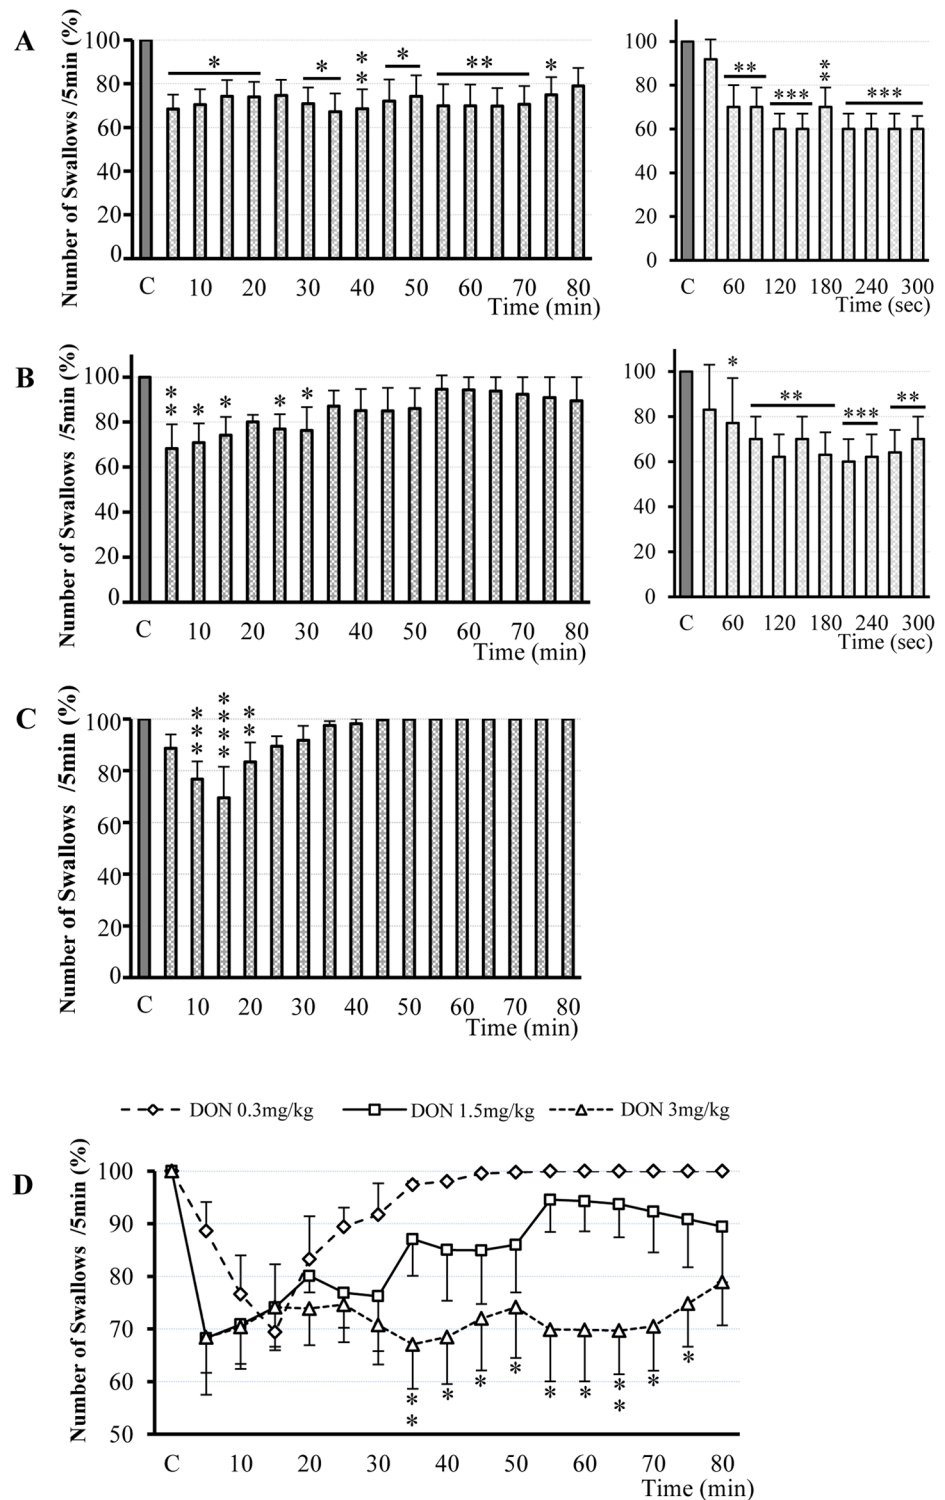 A
Number of Swallows /5min (%)
100
80
60
40
20
0
* * ** * ** *
C 10 20 30 40 50 60 70 80
Time (min)
100
80
60
40
20
0
** *** ** ***
C 60 120 180 240 300
Time (sec)
B
Number of Swallows /5min (%)
100
80
60
40
20
0
** * * * *
C 10 20 30 40 50 60 70 80
Time (min)
100
80
60
40
20
0
* ** *** **
C 60 120 180 240 300
Time (sec)
C
Number of Swallows /5min (%)
100
80
60
40
20
0
*** **** **
C 10 20 30 40 50 60 70 80
Time (min)
DON 0.3mg/kg DON 1.5mg/kg DON 3mg/kg
D
Number of Swallows /5min (%)
100
90
80
70
60
50
** * * * * * ** * *
C 10 20 30 40 50 60 70 80
Time (min)